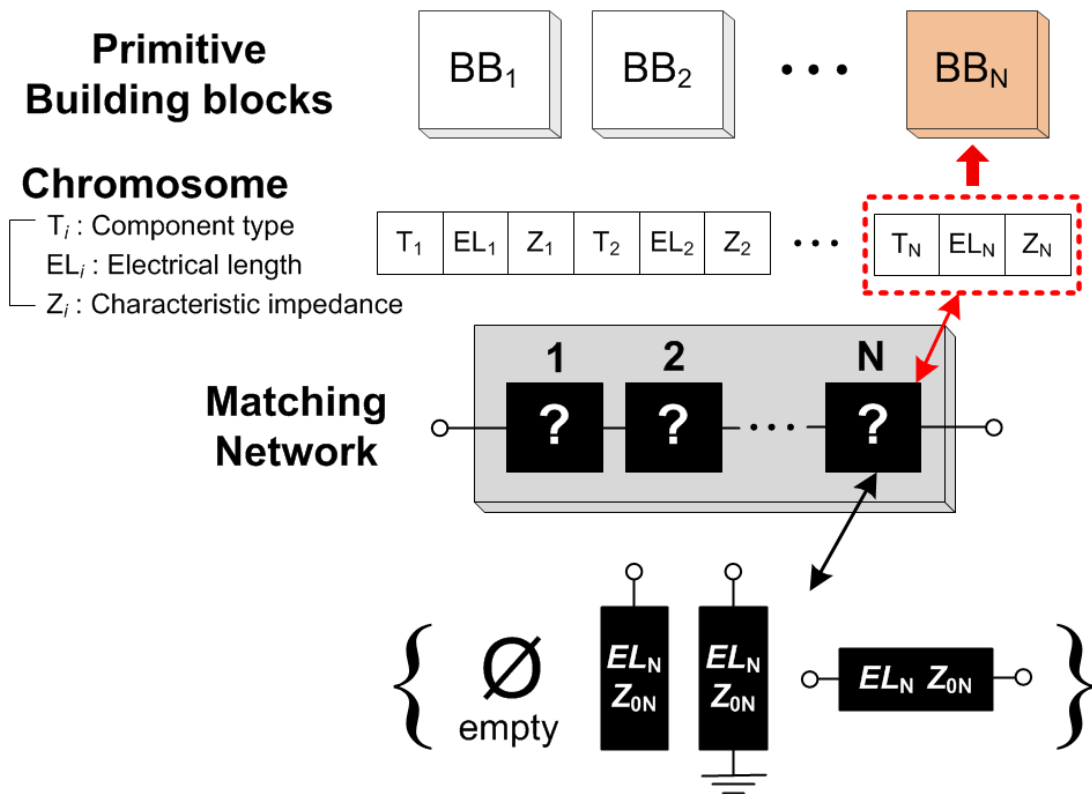 Primitive
Building blocks
BB1 BB2 ••• BBN
Chromosome
Ti : Component type
ELi : Electrical length
Zi : Characteristic impedance
T1 EL1 Z1 T2 EL2 Z2 ••• TN ELN ZN
1 2 N
Matching
Network
? ? ••• ?
{ Ø
empty
ELN
Z0N
ELN
Z0N
ELN Z0N }